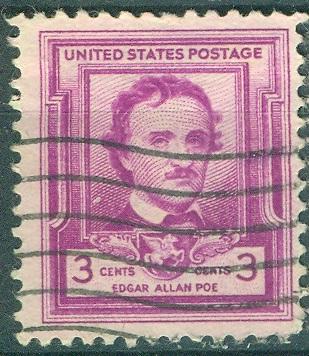 UNITED STATES POSTAGE
3 CENTS CENTS 3
EDGAR ALLAN POE